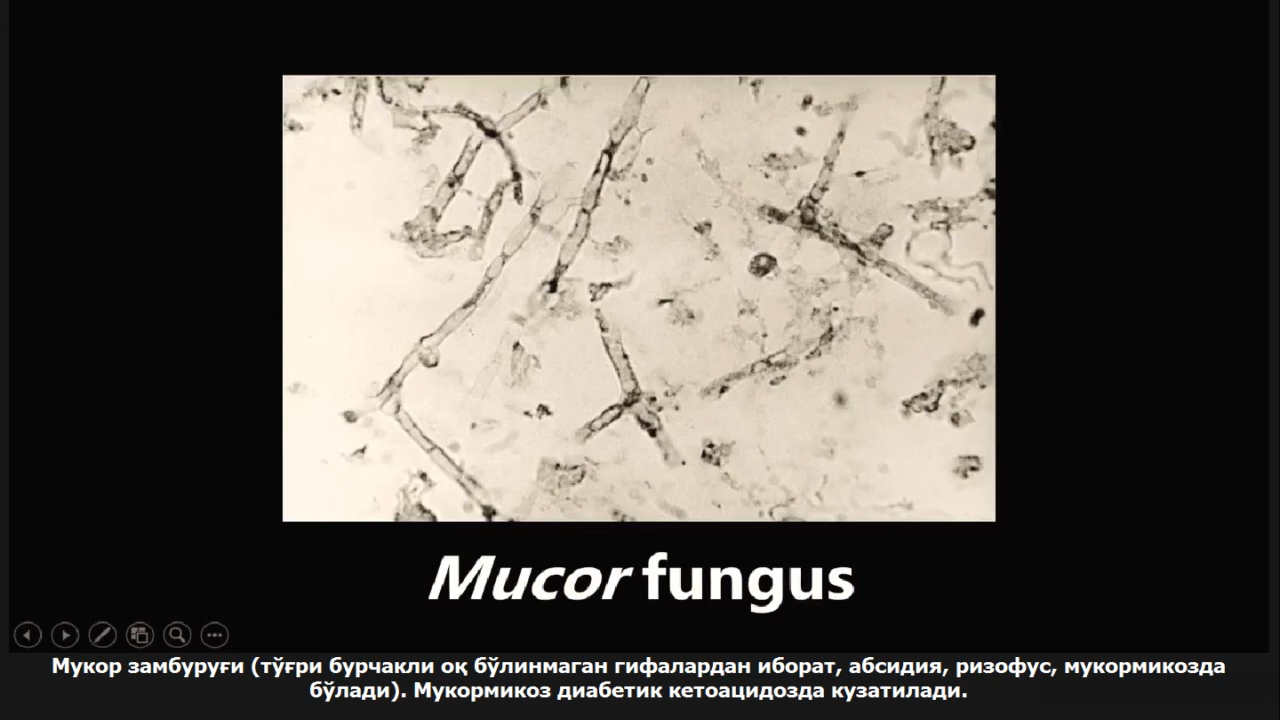 Mucor fungus
Мукор замбуруғи (тўғри бурчакли оқ бўлинмаган гифалардан иборат, абсидия, ризофус, мукормикозда
бўлади). Мукормикоз диабетик кетоацидозда кузатилади.